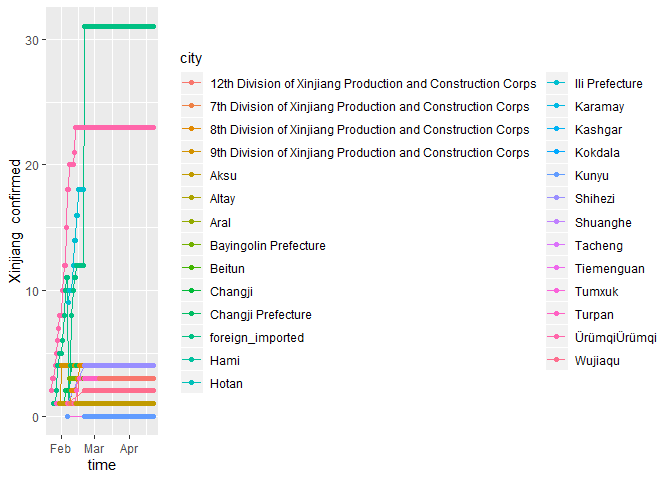 city
12th Division of Xinjiang Production and Construction Corps
7th Division of Xinjiang Production and Construction Corps
8th Division of Xinjiang Production and Construction Corps
9th Division of Xinjiang Production and Construction Corps
Aksu
Altay
Aral
Bayingolin Prefecture
Beitun
Changji
Changji Prefecture
foreign_imported
Hami
Hotan
Ili Prefecture
Karamay
Kashgar
Kokdala
Kunyu
Shihezi
Shuanghe
Tacheng
Tiemenguan
Tumxuk
Turpan
ÜrümqiÜrümqi
Wujiaqu
Xinjiang confirmed
30
20
10
0
Feb Mar Apr
time